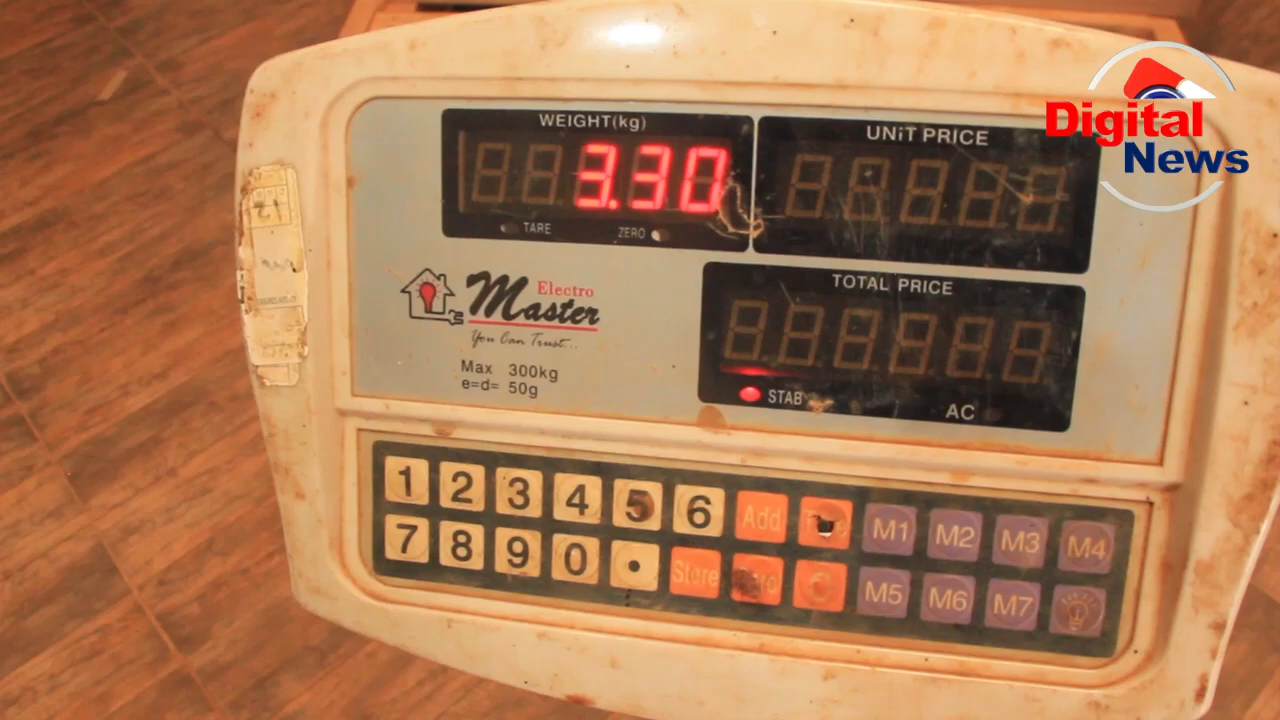 Digital
News
WEIGHT(kg)
3.30
TARE
ZERO
UNiT PRICE
TOTAL PRICE
STAB
AC
Electro
Master
You Can Trust...
Max 300kg
e=d= 50g
1 2 3 4 5 6 Add M1 M2 M3 M4
7 8 9 0 . Store Zero C M5 M6 M7